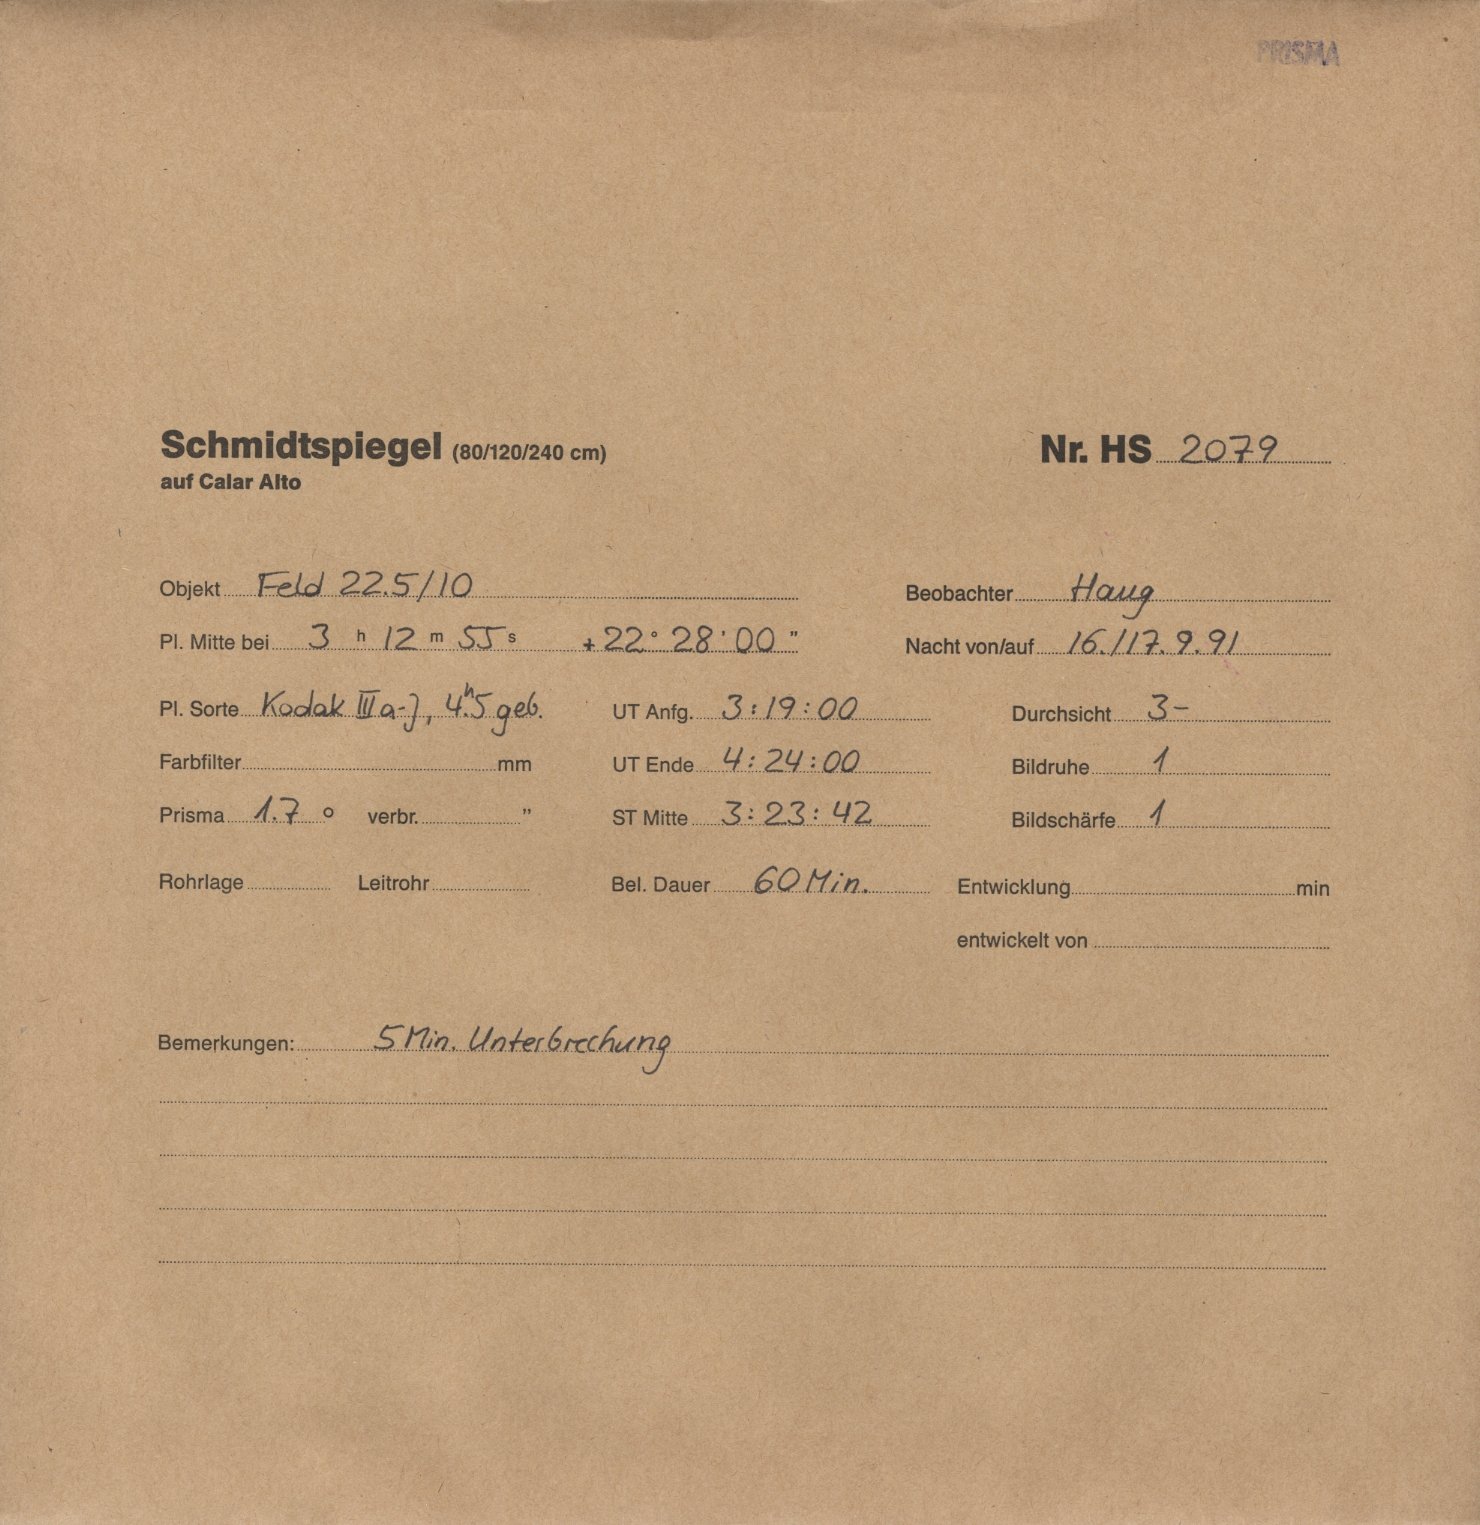 PRISMA
Schmidtspiegel (80/120/240 cm) Nr. HS 2079
auf Calar Alto
Objekt Feld 22.5/10 Beobachter Haug
Pl. Mitte bei 3 h 12 m 55 s +22° 28' 00" Nacht von/auf 16./17.9.91
Pl. Sorte Kodak III a-J, 4ʰ.5 geb. UT Anfg. 3:19:00 Durchsicht 3-
Farbfilter mm UT Ende 4:24:00 Bildruhe 1
Prisma 1.7 ° verbr. " ST Mitte 3:23:42 Bildschärfe 1
Rohrlage Leitrohr Bel. Dauer 60 Min. Entwicklung min
entwickelt von
Bemerkungen: 5 Min. Unterbrechung